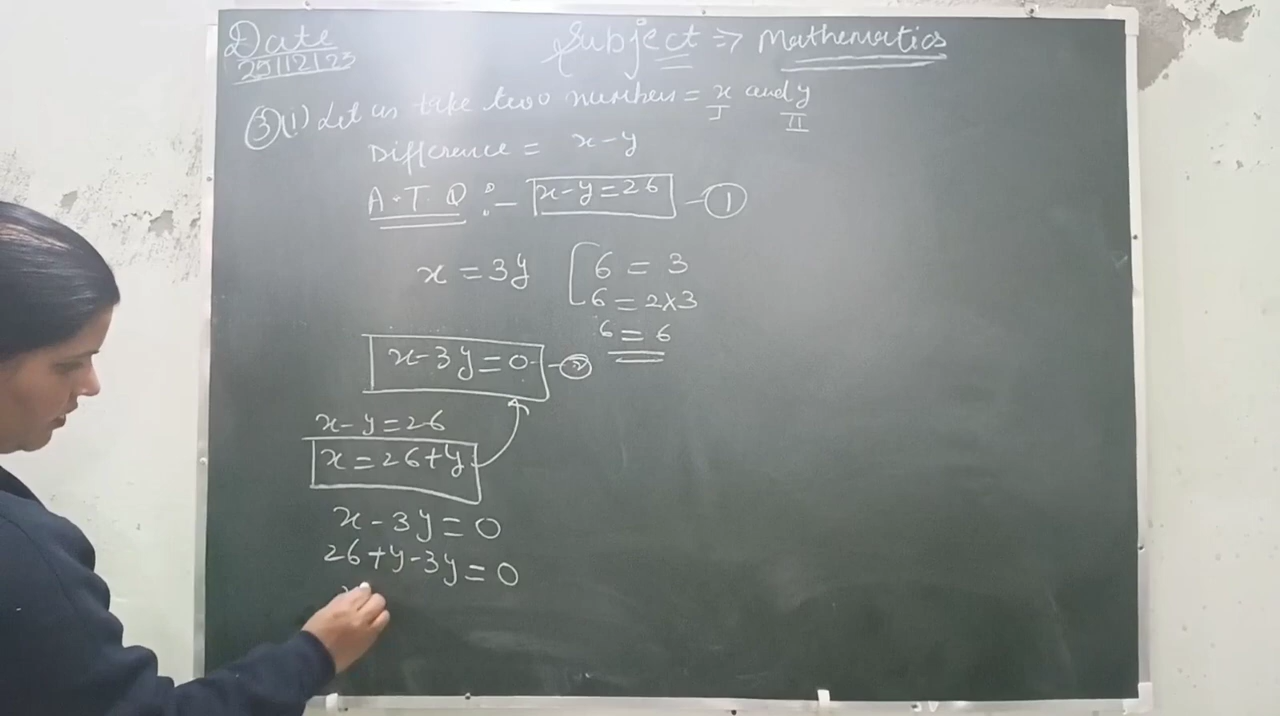 Date
25/12/23
Subject ⇒ Mathematics
③(i) Let us take two numbers = x and y
I II
Difference = x-y
A.T.Q :- x-y=26 -①
x = 3y
6 = 3
6 = 2×3
6 = 6
x-3y=0 -②
x-y=26
x=26+y
x-3y=0
26+y-3y=0